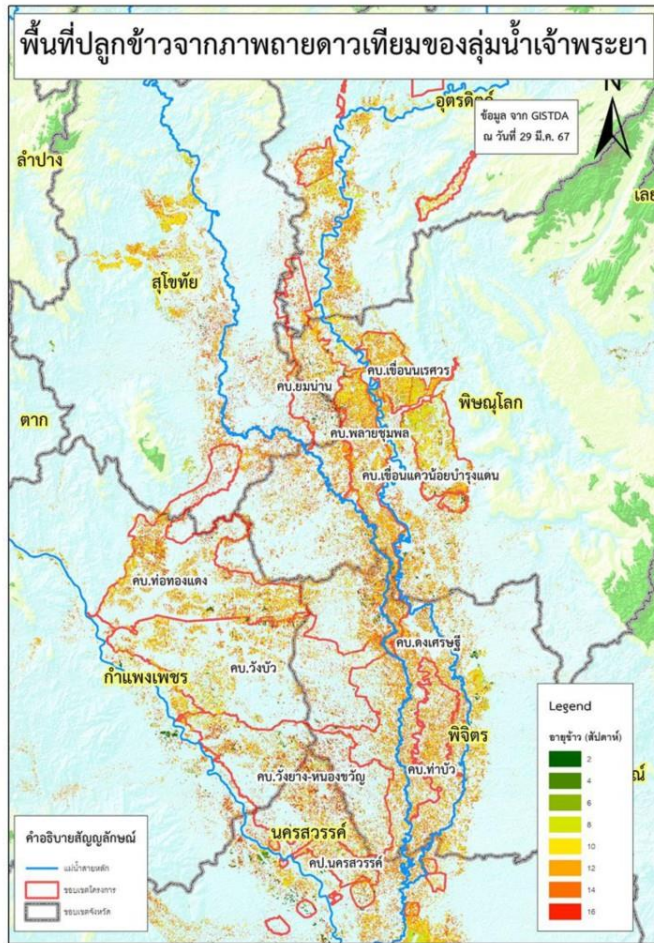 พื้นที่ปลูกข้าวจากภาพถ่ายดาวเทียมของลุ่มน้ำเจ้าพระยา
N
อุตรดิตถ์
ข้อมูล จาก GISTDA
ณ วันที่ 29 มี.ค. 67
ลำปาง
เลย
สุโขทัย
คบ.เขื่อนนเรศวร
คบ.ยมน่าน
พิษณุโลก
ตาก
คบ.พลายชุมพล
คบ.เขื่อนแควน้อยบำรุงแดน
คบ.ท่อทองแดง
คบ.ดงเศรษฐี
คบ.วังบัว
กำแพงเพชร
พิจิตร
คบ.ท่าบัว
คบ.วังยาง-หนองขวัญ
นครสวรรค์
คป.นครสวรรค์
Legend
อายุข้าว (สัปดาห์)
2
4
6
8
10
12
14
16
ณ์
คำอธิบายสัญญลักษณ์
แม่น้ำสายหลัก
ขอบเขตโครงการ
ขอบเขตจังหวัด